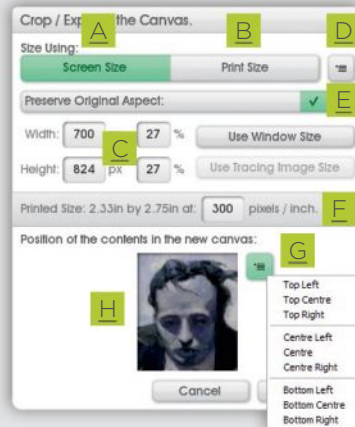 Crop / Exp the Canvas.
A
B
D
Size Using:
Screen Size
Print Size
Preserve Original Aspect:
E
Width: 700 27 %
Use Window Size
C
Height: 824 px 27 %
Use Tracing Image Size
Printed Size: 2.33in by 2.75in at: 300 pixels / inch.
F
Position of the contents in the new canvas:
G
H
Top Left
Top Centre
Top Right
Centre Left
Centre
Centre Right
Bottom Left
Bottom Centre
Bottom Right
Cancel